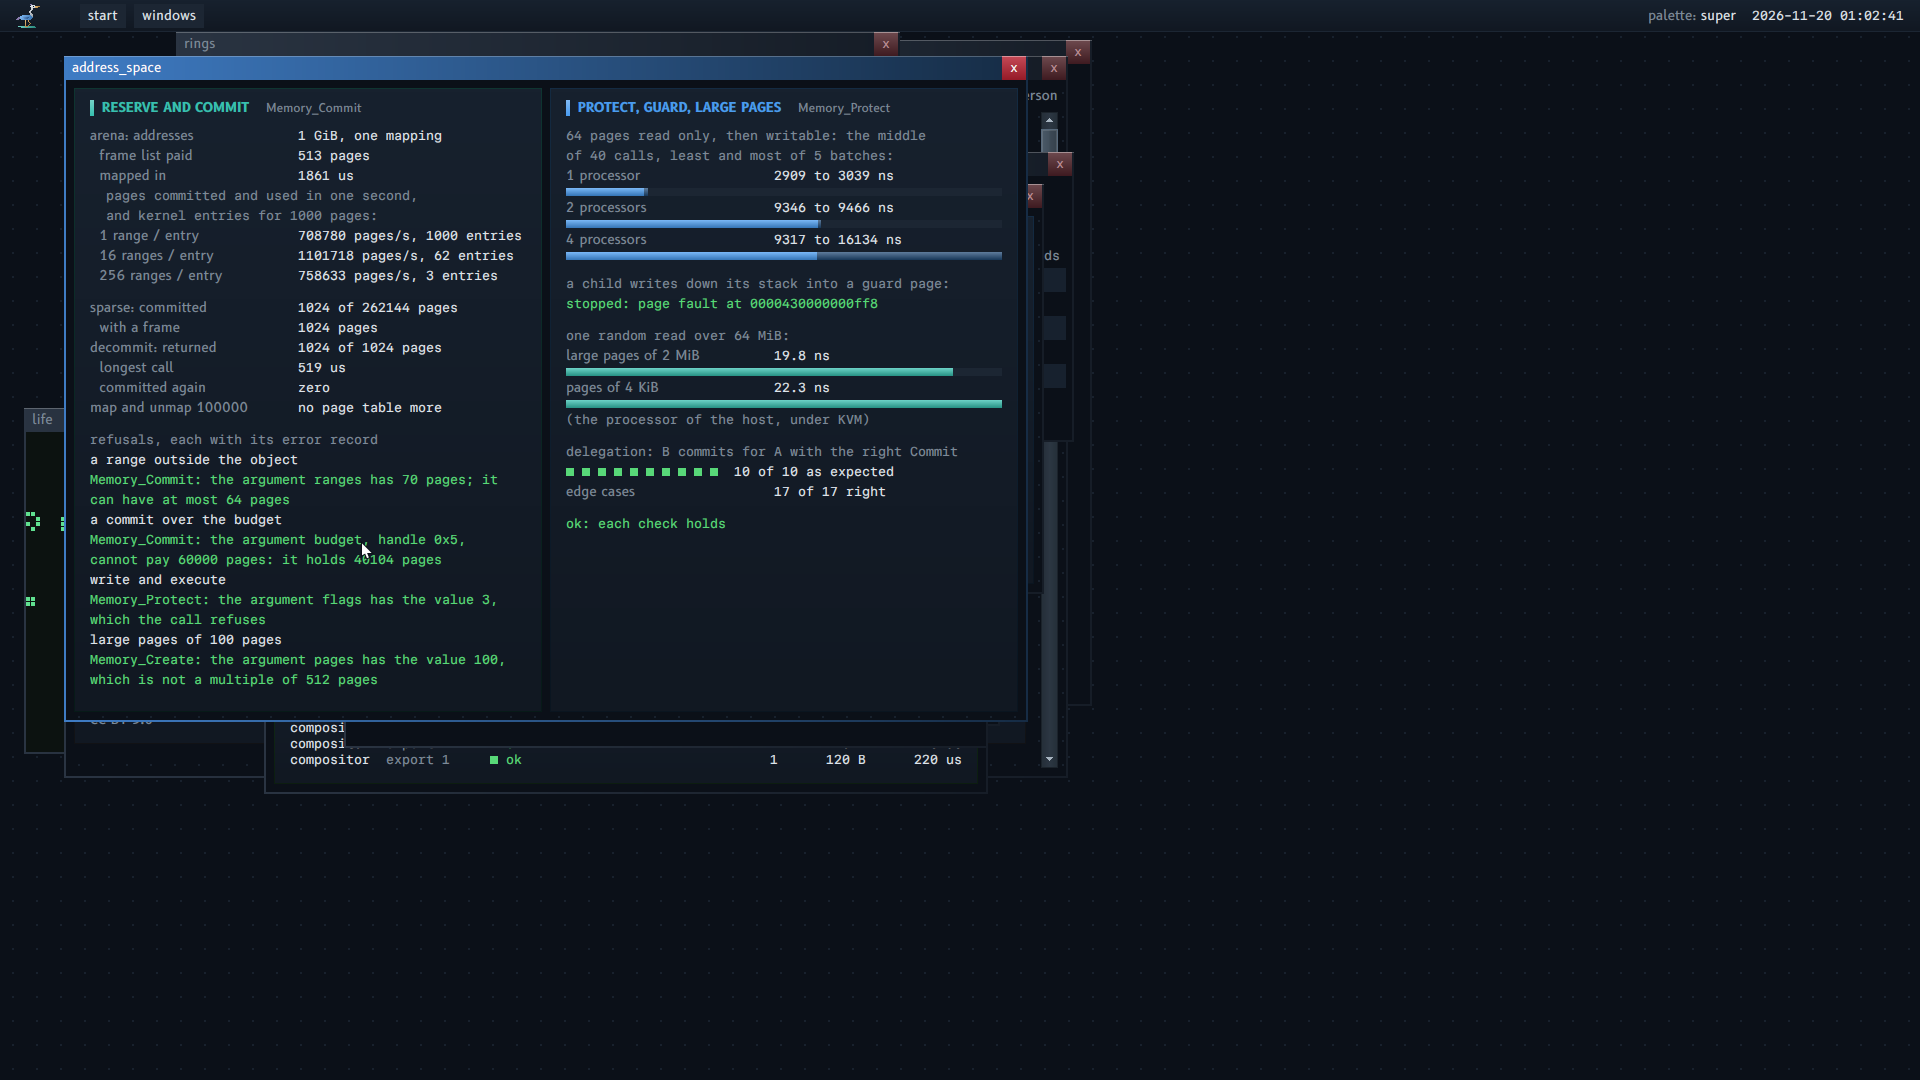 start windows palette: super 2026-11-20 01:02:41
rings x
x
address_space x x
RESERVE AND COMMIT Memory_Commit
arena: addresses 1 GiB, one mapping
frame list paid 513 pages
mapped in 1861 us
pages committed and used in one second,
and kernel entries for 1000 pages:
1 range / entry 708780 pages/s, 1000 entries
16 ranges / entry 1101718 pages/s, 62 entries
256 ranges / entry 758633 pages/s, 3 entries
sparse: committed 1024 of 262144 pages
with a frame 1024 pages
decommit: returned 1024 of 1024 pages
longest call 519 us
committed again zero
map and unmap 100000 no page table more
refusals, each with its error record
a range outside the object
Memory_Commit: the argument ranges has 70 pages; it
can have at most 64 pages
a commit over the budget
Memory_Commit: the argument budget, handle 0x5,
cannot pay 60000 pages: it holds 40104 pages
write and execute
Memory_Protect: the argument flags has the value 3,
which the call refuses
large pages of 100 pages
Memory_Create: the argument pages has the value 100,
which is not a multiple of 512 pages
PROTECT, GUARD, LARGE PAGES Memory_Protect
64 pages read only, then writable: the middle
of 40 calls, least and most of 5 batches:
1 processor 2909 to 3039 ns
2 processors 9346 to 9466 ns
4 processors 9317 to 16134 ns
a child writes down its stack into a guard page:
stopped: page fault at 0000430000000ff8
one random read over 64 MiB:
large pages of 2 MiB 19.8 ns
pages of 4 KiB 22.3 ns
(the processor of the host, under KVM)
delegation: B commits for A with the right Commit
10 of 10 as expected
edge cases 17 of 17 right
ok: each check holds
erson
x
x
ds
life
composi
composi
compositor export 1 ok 1 120 B 220 us